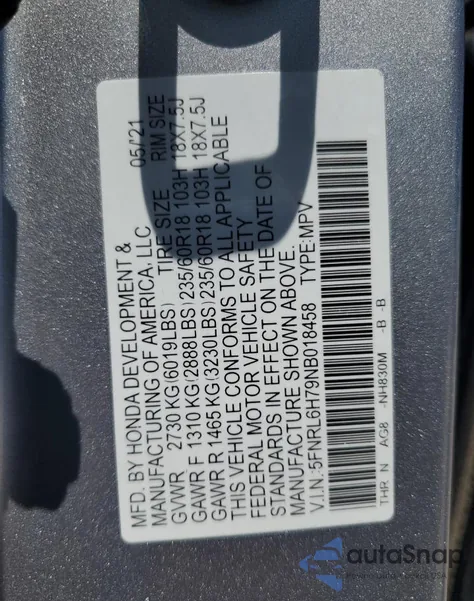 MFD. BY HONDA DEVELOPMENT & 05/21
MANUFACTURING OF AMERICA, LLC
GVWR 2730 KG(6019LBS) TIRE SIZE RIM SIZE
GAWR F 1310 KG(2888LBS)235/60R18 103H 18X7.5J
GAWR R 1465 KG(3230LBS)235/60R18 103H 18X7.5J
THIS VEHICLE CONFORMS TO ALL APPLICABLE
FEDERAL MOTOR VEHICLE SAFETY
STANDARDS IN EFFECT ON THE DATE OF
MANUFACTURE SHOWN ABOVE.
V.I.N.:5FNRL6H79NB018458 TYPE:MPV
THR N AG8 -NH830M -B -B
autoSnap